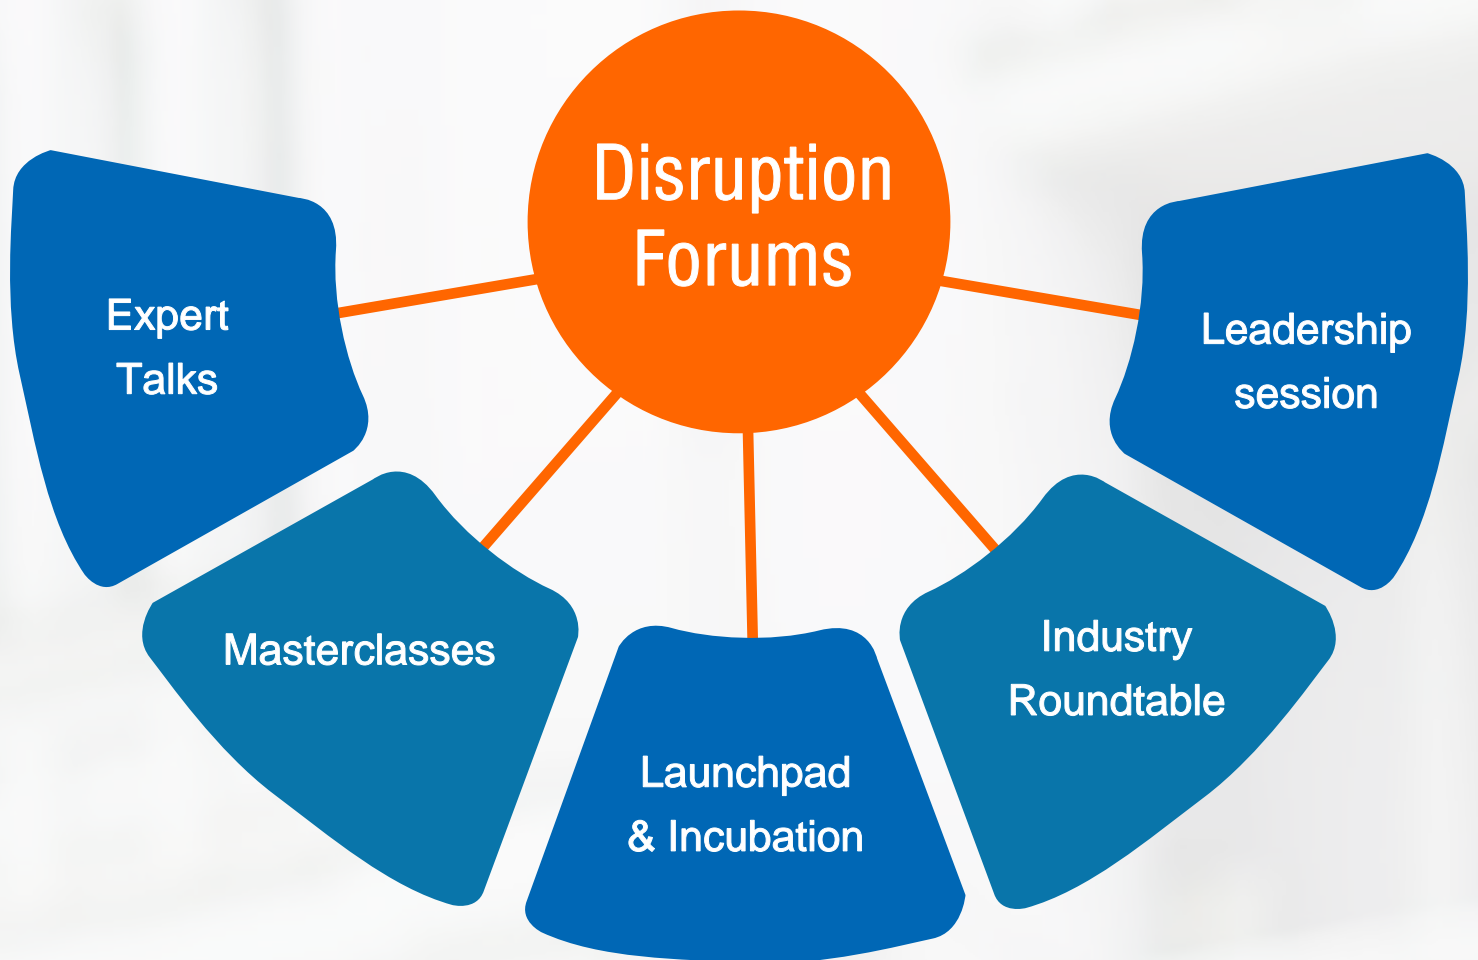 Disruption
Forums
Expert
Talks
Masterclasses
Launchpad
& Incubation
Industry
Roundtable
Leadership
session